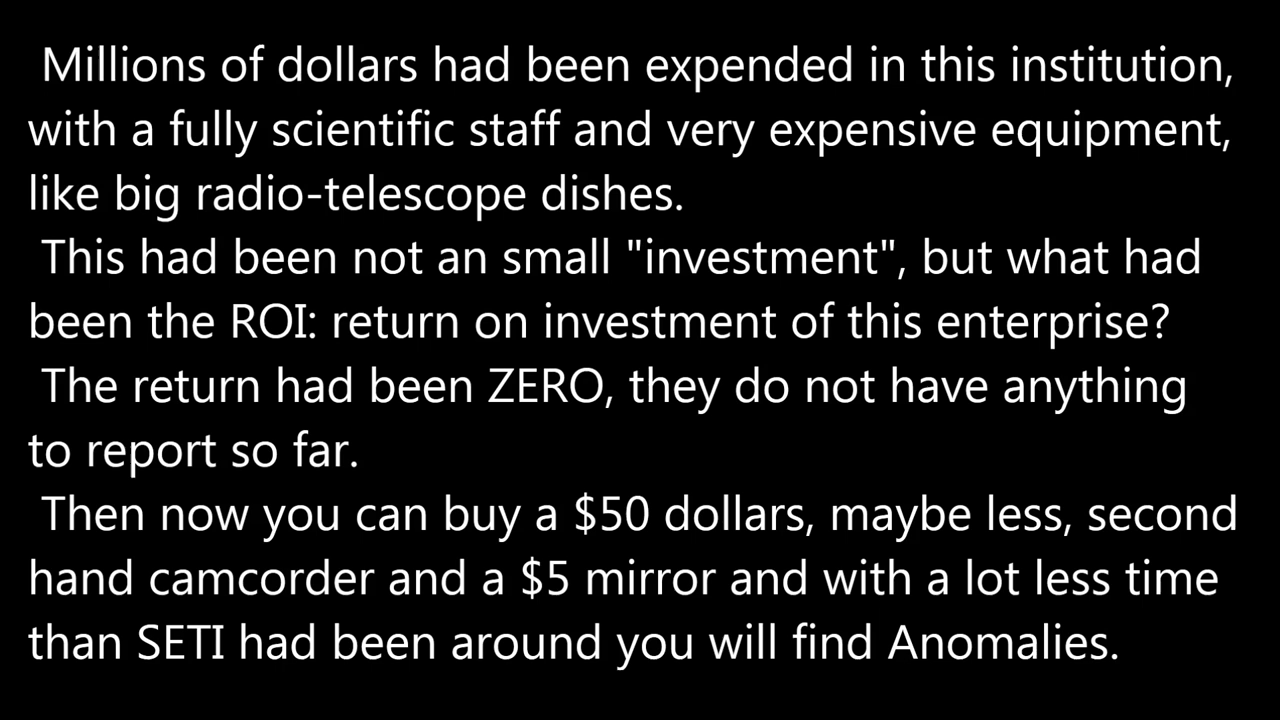 Millions of dollars had been expended in this institution,
with a fully scientific staff and very expensive equipment,
like big radio-telescope dishes.
This had been not an small "investment", but what had
been the ROI: return on investment of this enterprise?
The return had been ZERO, they do not have anything
to report so far.
Then now you can buy a $50 dollars, maybe less, second
hand camcorder and a $5 mirror and with a lot less time
than SETI had been around you will find Anomalies.